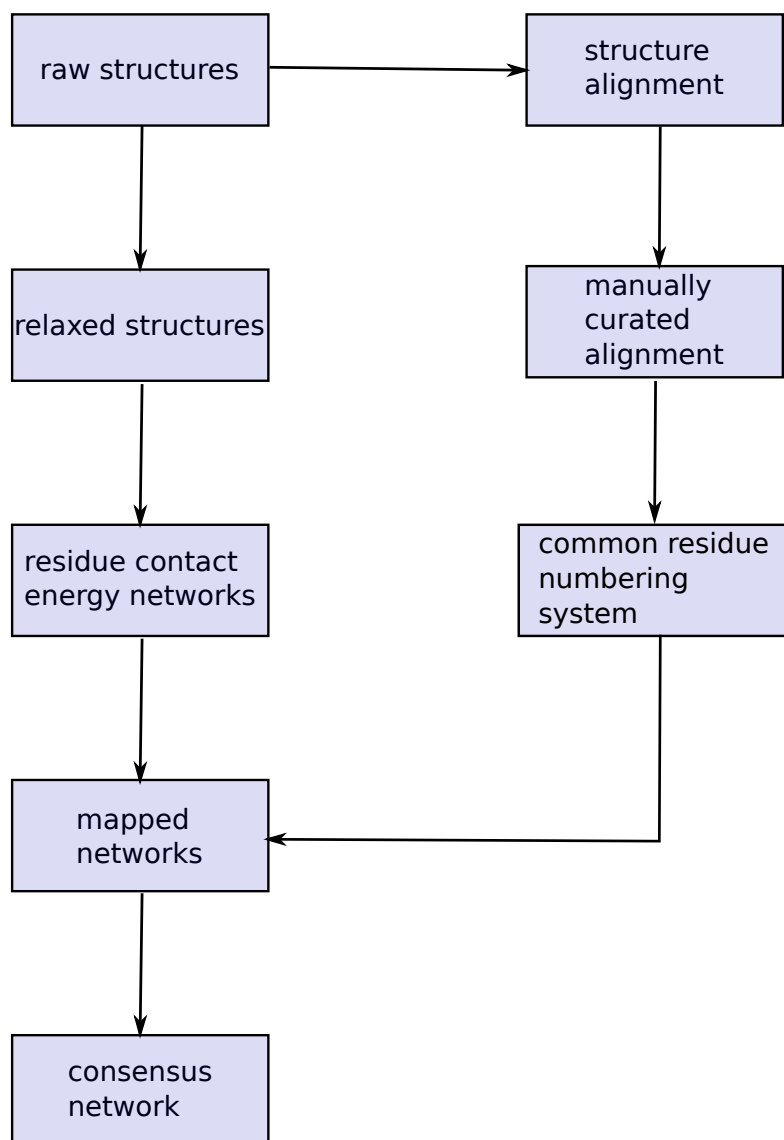 raw structures
structure
alignment
relaxed structures
manually
curated
alignment
residue contact
energy networks
common residue
numbering
system
mapped
networks
consensus
network